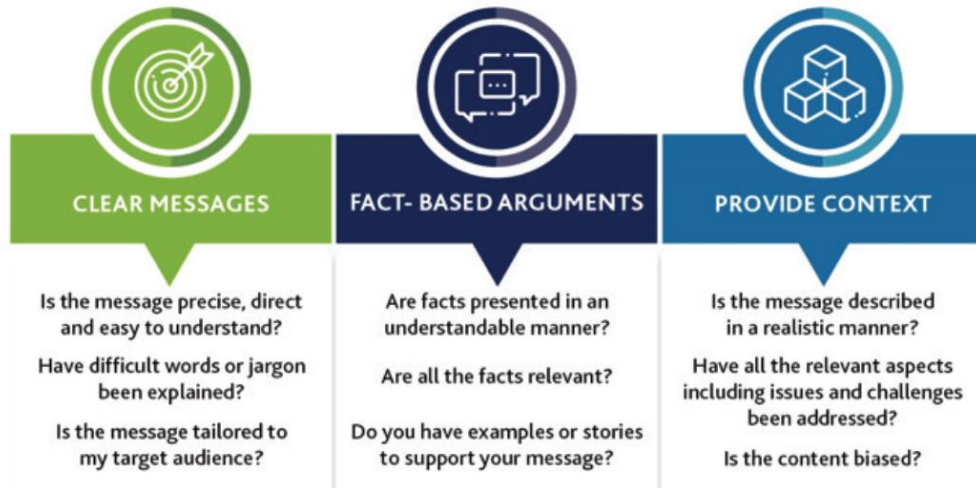 CLEAR MESSAGES
Is the message precise, direct
and easy to understand?
Have difficult words or jargon
been explained?
Is the message tailored to
my target audience?
FACT- BASED ARGUMENTS
Are facts presented in an
understandable manner?
Are all the facts relevant?
Do you have examples or stories
to support your message?
PROVIDE CONTEXT
Is the message described
in a realistic manner?
Have all the relevant aspects
including issues and challenges
been addressed?
Is the content biased?